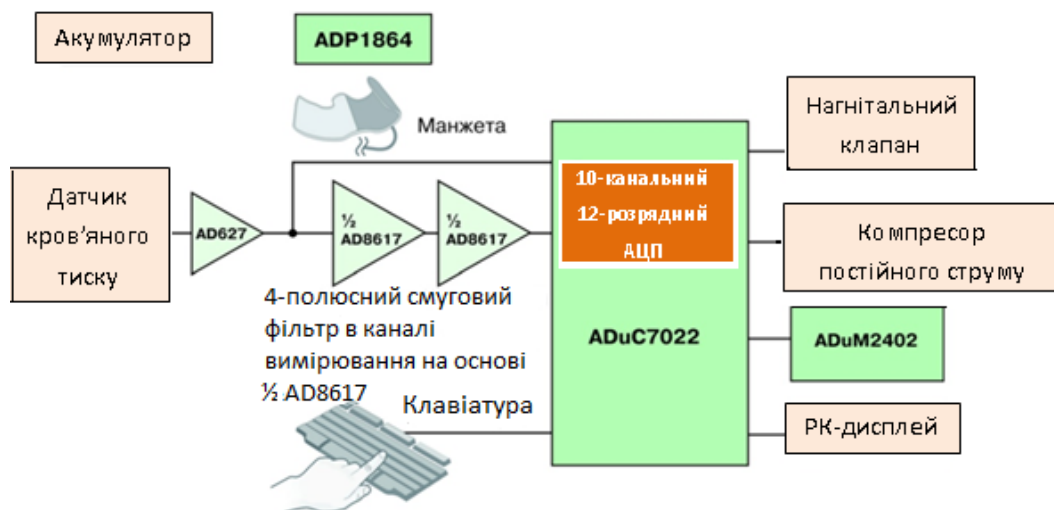 Акумулятор
ADP1864
Манжета
Нагнітальний
клапан
Датчик
кров’яного
тиску
AD627
½
AD8617
½
AD8617
10-канальний
12-розрядний
АЦП
Компресор
постійного струму
4-полюсний смуговий
фільтр в каналі
вимірювання на основі
½ AD8617
ADuC7022
ADuM2402
Клавіатура
РК-дисплей